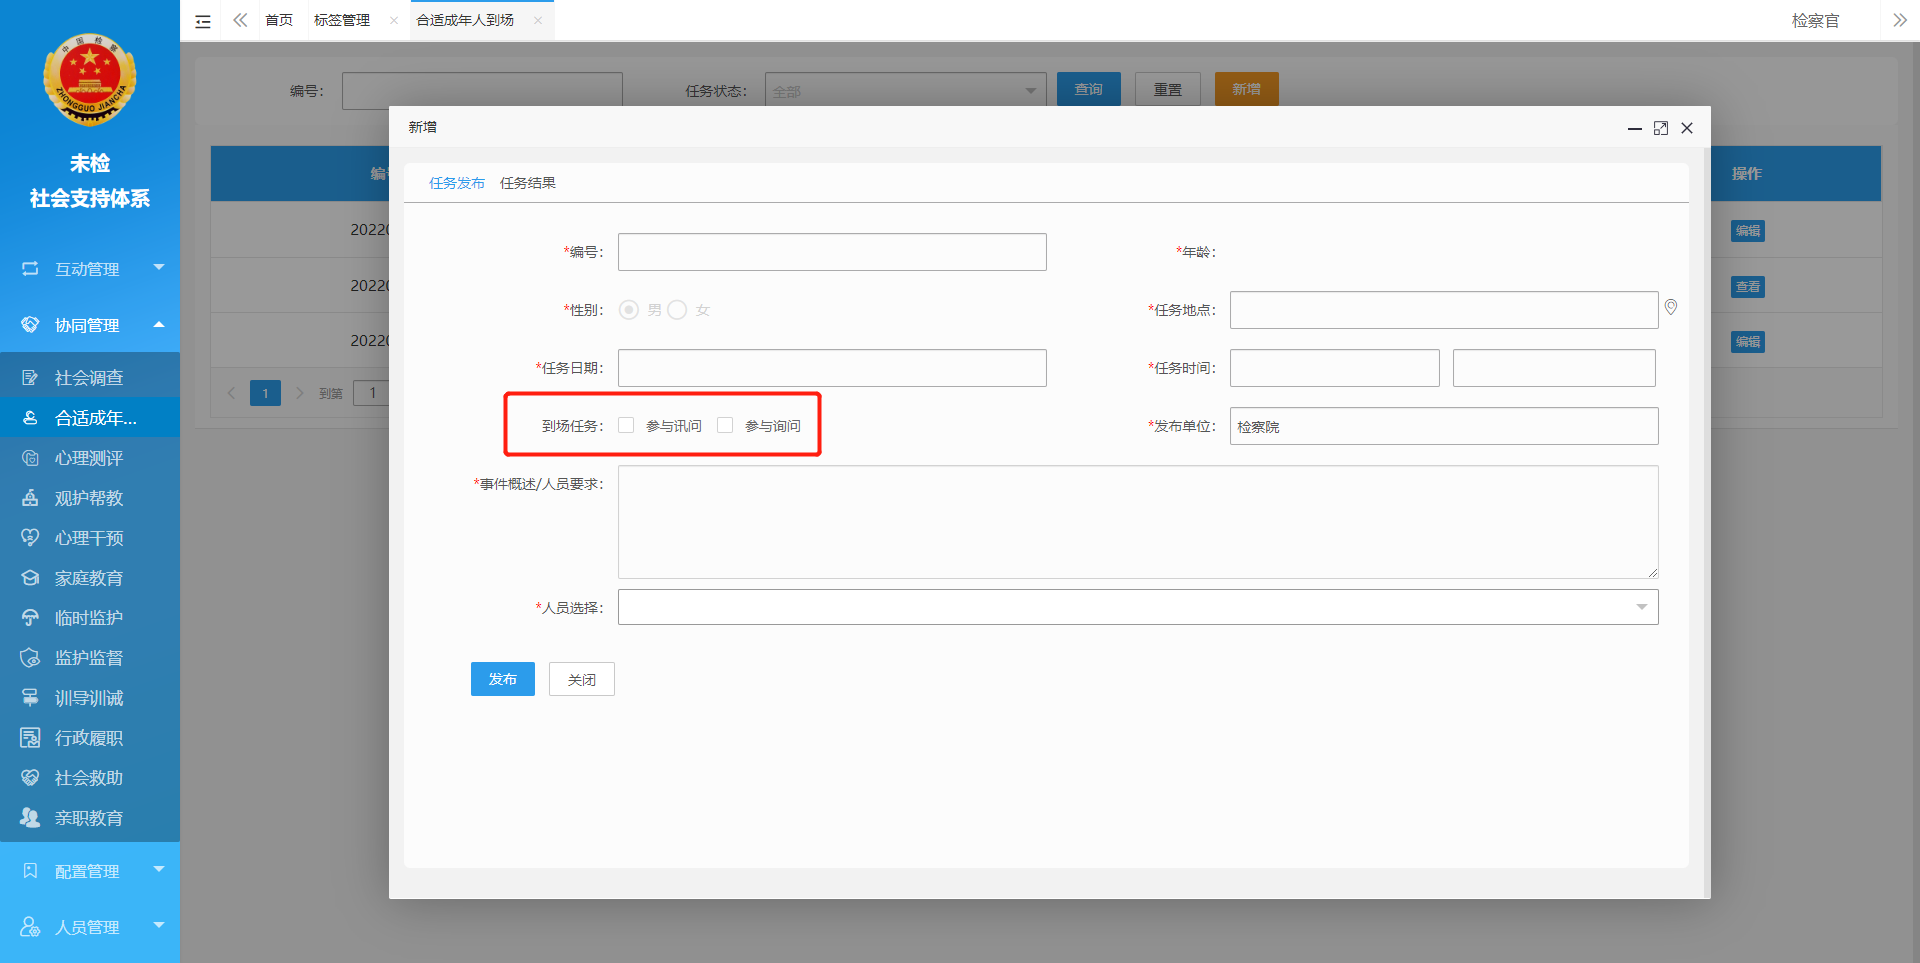 首页
标签管理
合适成年人到场
检察官
中国检察
ZHONGGUO JIANCHA
未检
社会支持体系
互动管理
协同管理
社会调查
合适成年...
心理测评
观护帮教
心理干预
家庭教育
临时监护
监护监督
训导训诫
行政履职
社会救助
亲职教育
配置管理
人员管理
编号：
任务状态：
全部
查询
重置
新增
操作
2022
编辑
2022
查看
2022
编辑
1
到第
1
新增
任务发布
任务结果
*编号：
*年龄：
*性别：
男
女
*任务地点：
*任务日期：
*任务时间：
到场任务：
参与讯问
参与询问
*发布单位：
检察院
*事件概述/人员要求：
*人员选择：
发布
关闭